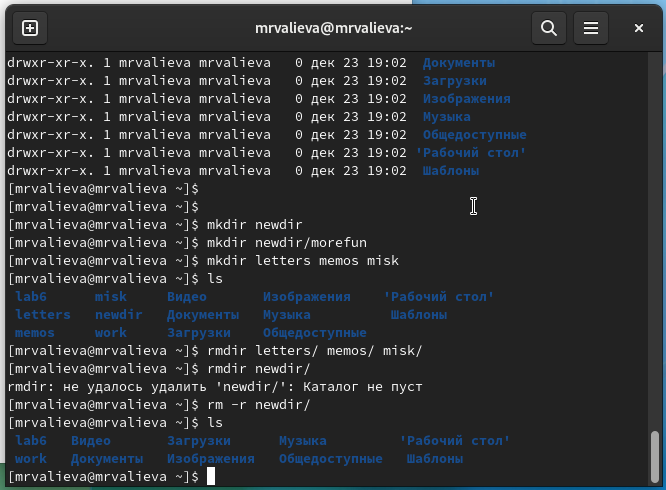 mrvalieva@mrvalieva:~
drwxr-xr-x. 1 mrvalieva mrvalieva   0 дек 23 19:02  Документы
drwxr-xr-x. 1 mrvalieva mrvalieva   0 дек 23 19:02  Загрузки
drwxr-xr-x. 1 mrvalieva mrvalieva   0 дек 23 19:02  Изображения
drwxr-xr-x. 1 mrvalieva mrvalieva   0 дек 23 19:02  Музыка
drwxr-xr-x. 1 mrvalieva mrvalieva   0 дек 23 19:02  Общедоступные
drwxr-xr-x. 1 mrvalieva mrvalieva   0 дек 23 19:02 'Рабочий стол'
drwxr-xr-x. 1 mrvalieva mrvalieva   0 дек 23 19:02  Шаблоны
[mrvalieva@mrvalieva ~]$
[mrvalieva@mrvalieva ~]$
[mrvalieva@mrvalieva ~]$ mkdir newdir
[mrvalieva@mrvalieva ~]$ mkdir newdir/morefun
[mrvalieva@mrvalieva ~]$ mkdir letters memos misk
[mrvalieva@mrvalieva ~]$ ls
 lab6      misk     Видео       Изображения    'Рабочий стол'
 letters   newdir   Документы   Музыка          Шаблоны
 memos     work     Загрузки    Общедоступные
[mrvalieva@mrvalieva ~]$ rmdir letters/ memos/ misk/
[mrvalieva@mrvalieva ~]$ rmdir newdir/
rmdir: не удалось удалить 'newdir/': Каталог не пуст
[mrvalieva@mrvalieva ~]$ rm -r newdir/
[mrvalieva@mrvalieva ~]$ ls
 lab6   Видео       Загрузки      Музыка         'Рабочий стол'
 work   Документы   Изображения   Общедоступные   Шаблоны
[mrvalieva@mrvalieva ~]$